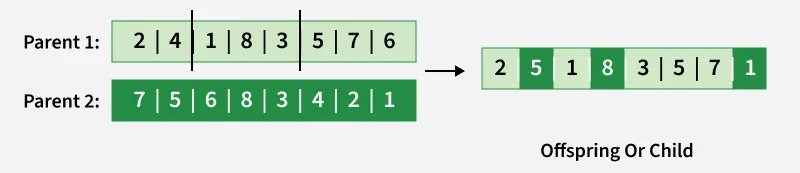 Parent 1: 2 | 4 | 1 | 8 | 3 | 5 | 7 | 6
Parent 2: 7 | 5 | 6 | 8 | 3 | 4 | 2 | 1
2 | 5 | 1 | 8 | 3 | 5 | 7 | 1
Offspring Or Child